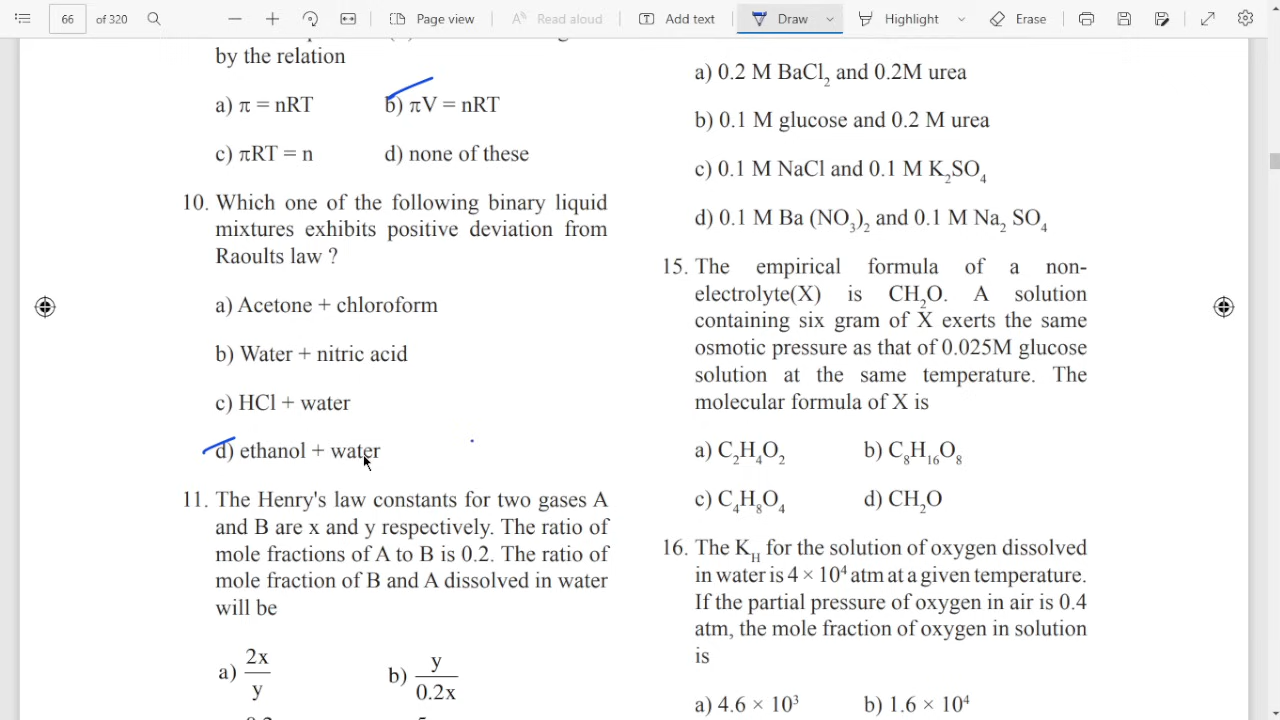 66 of 320 Page view Read aloud Add text Draw Highlight Erase
by the relation
a) π = nRT b) πV = nRT
c) πRT = n d) none of these
10. Which one of the following binary liquid
mixtures exhibits positive deviation from
Raoults law ?
a) Acetone + chloroform
b) Water + nitric acid
c) HCl + water
d) ethanol + water
11. The Henry's law constants for two gases A
and B are x and y respectively. The ratio of
mole fractions of A to B is 0.2. The ratio of
mole fraction of B and A dissolved in water
will be
a) 2x/y b) y/0.2x
a) 0.2 M BaCl₂ and 0.2M urea
b) 0.1 M glucose and 0.2 M urea
c) 0.1 M NaCl and 0.1 M K₂SO₄
d) 0.1 M Ba (NO₃)₂ and 0.1 M Na₂ SO₄
15. The empirical formula of a non-
electrolyte(X) is CH₂O. A solution
containing six gram of X exerts the same
osmotic pressure as that of 0.025M glucose
solution at the same temperature. The
molecular formula of X is
a) C₂H₄O₂ b) C₈H₁₆O₈
c) C₄H₈O₄ d) CH₂O
16. The K_H for the solution of oxygen dissolved
in water is 4 × 10⁴ atm at a given temperature.
If the partial pressure of oxygen in air is 0.4
atm, the mole fraction of oxygen in solution
is
a) 4.6 × 10³ b) 1.6 × 10⁴